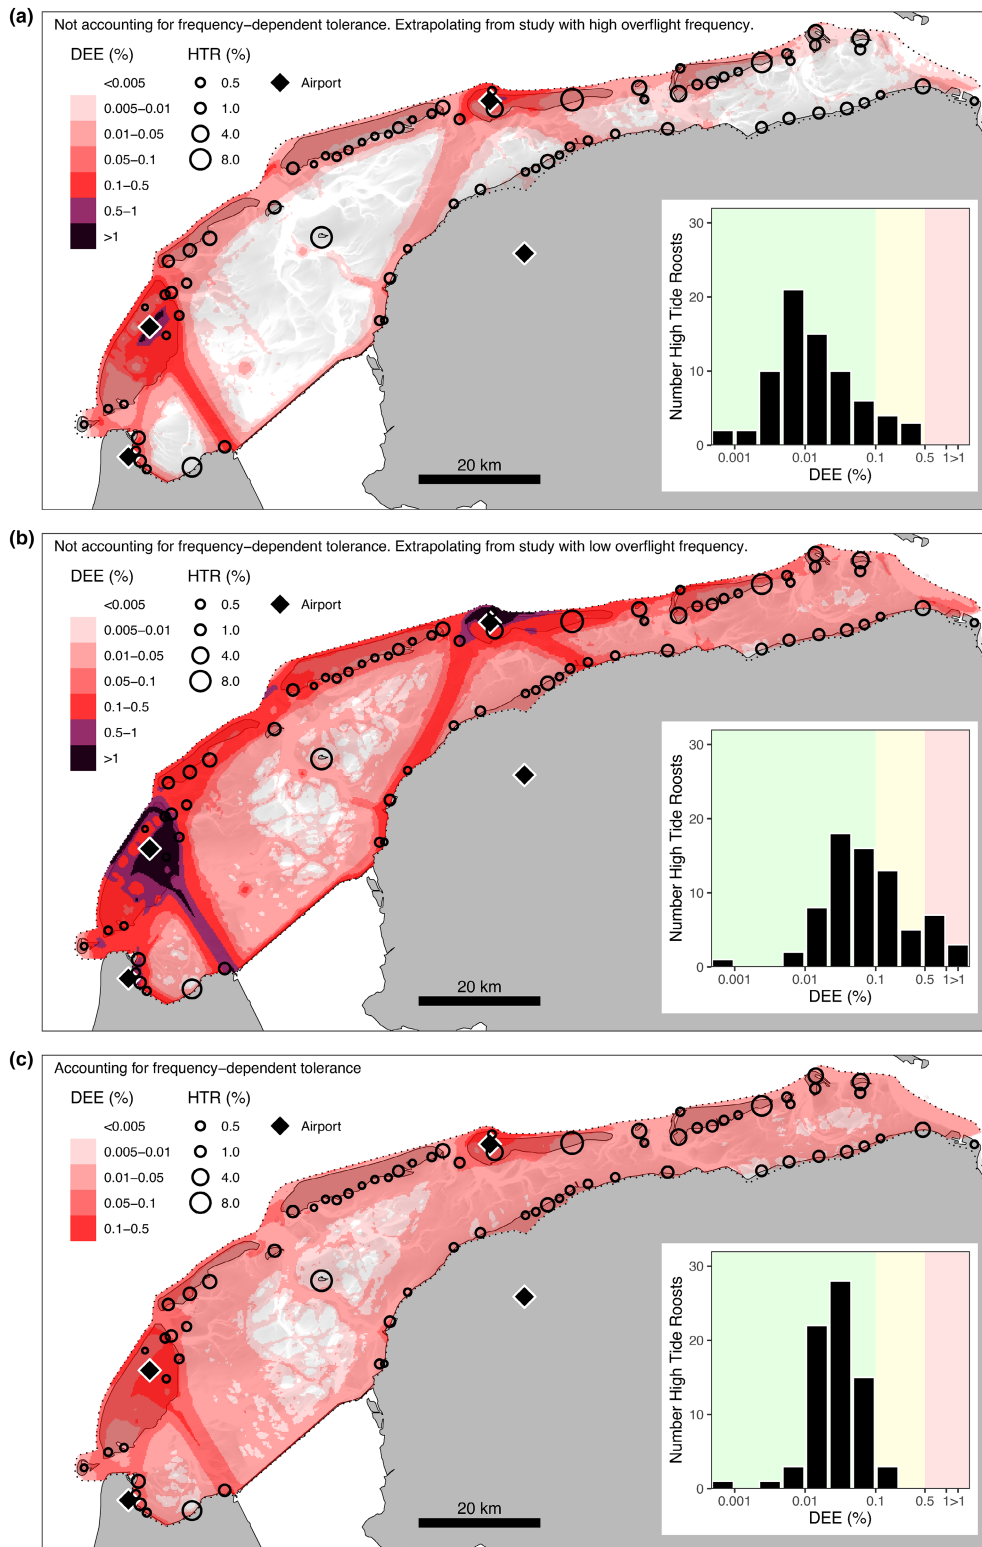 (a)
Not accounting for frequency−dependent tolerance. Extrapolating from study with high overflight frequency.
DEE (%) HTR (%)
<0.005 0.5 Airport
0.005−0.01 1.0
0.01−0.05 4.0
0.05−0.1 8.0
0.1−0.5
0.5−1
>1
Number High Tide Roosts
30
20
10
0
0.001 0.01 0.1 0.5 1>1
DEE (%)
20 km
(b)
Not accounting for frequency−dependent tolerance. Extrapolating from study with low overflight frequency.
DEE (%) HTR (%)
<0.005 0.5 Airport
0.005−0.01 1.0
0.01−0.05 4.0
0.05−0.1 8.0
0.1−0.5
0.5−1
>1
Number High Tide Roosts
30
20
10
0
0.001 0.01 0.1 0.5 1>1
DEE (%)
20 km
(c)
Accounting for frequency−dependent tolerance
DEE (%) HTR (%)
<0.005 0.5 Airport
0.005−0.01 1.0
0.01−0.05 4.0
0.05−0.1 8.0
0.1−0.5
Number High Tide Roosts
30
20
10
0
0.001 0.01 0.1 0.5 1>1
DEE (%)
20 km